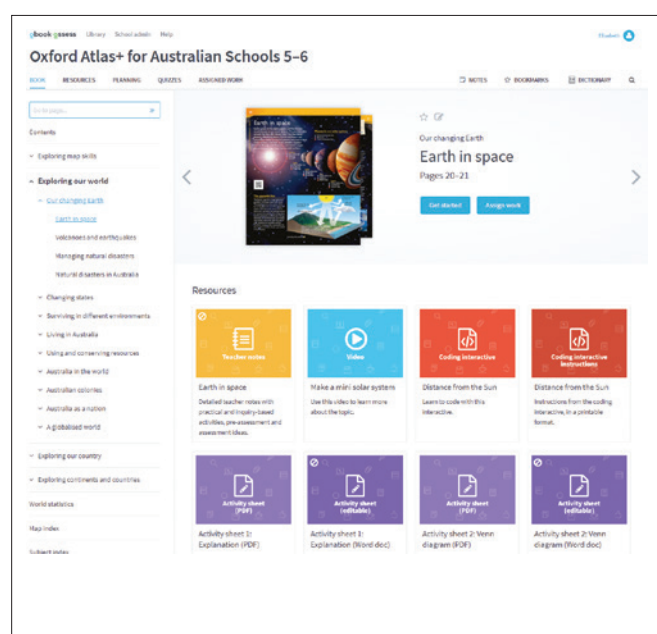 obook assess Library School admin Help
Elizabeth
Oxford Atlas+ for Australian Schools 5–6
BOOK RESOURCES PLANNING QUIZZES ASSIGNED WORK
NOTES BOOKMARKS DICTIONARY
Go to page...
Contents
Exploring map skills
Exploring our world
Our changing Earth
Earth in space
Volcanoes and earthquakes
Managing natural disasters
Natural disasters in Australia
Changing states
Surviving in different environments
Living in Australia
Using and conserving resources
Australia in the world
Australian colonies
Australia as a nation
A globalised world
Exploring our country
Exploring continents and countries
World statistics
Map index
Subject index
Earth in space
Our changing Earth
Earth in space
Pages 20–21
Get started Assign work
Resources
Teacher notes
Earth in space
Detailed teacher notes with
practical and inquiry-based
activities, pre-assessment and
assessment ideas.
Video
Make a mini solar system
Use this video to learn more
about the topic.
Coding interactive
Distance from the Sun
Learn to code with this
interactive.
Coding interactive
instructions
Distance from the Sun
Instructions from the coding
interactive, in a printable
format.
Activity sheet
(PDF)
Activity sheet 1:
Explanation (PDF)
Activity sheet
(editable)
Activity sheet 1:
Explanation (Word doc)
Activity sheet
(PDF)
Activity sheet 2: Venn
diagram (PDF)
Activity sheet
(editable)
Activity sheet 2: Venn
diagram (Word doc)